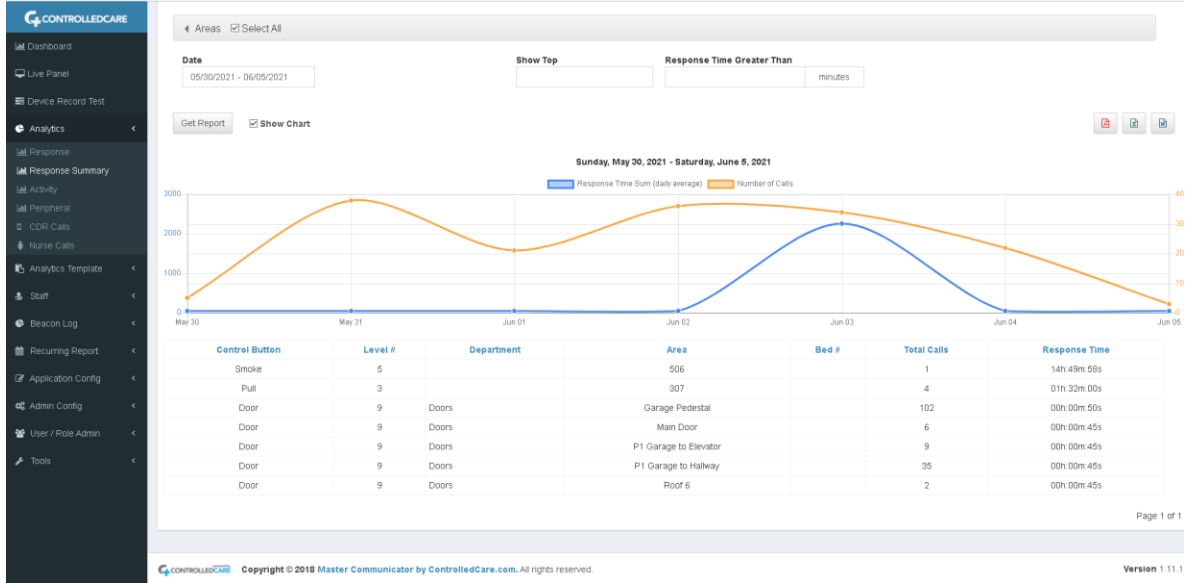 CONTROLLEDCARE
Dashboard
Live Panel
Device Record Test
Analytics
Response
Response Summary
Activity
Peripheral
CDR Calls
Nurse Calls
Analytics Template
Staff
Beacon Log
Recurring Report
Application Config
Admin Config
User / Role Admin
Tools
Areas Select All
Date Show Top Response Time Greater Than
05/30/2021 - 06/05/2021 minutes
Get Report Show Chart
Sunday, May 30, 2021 - Saturday, June 5, 2021
Response Time Sum (daily average) Number of Calls
3000 40
30
2000
20
1000
10
0 0
May 30 May 31 Jun 01 Jun 02 Jun 03 Jun 04 Jun 05
Control Button Level # Department Area Bed # Total Calls Response Time
Smoke 5 506 1 14h:49m:58s
Pull 3 307 4 01h:32m:00s
Door 9 Doors Garage Pedestal 102 00h:00m:50s
Door 9 Doors Main Door 6 00h:00m:45s
Door 9 Doors P1 Garage to Elevator 9 00h:00m:45s
Door 9 Doors P1 Garage to Hallway 35 00h:00m:45s
Door 9 Doors Roof 6 2 00h:00m:45s
Page 1 of 1
CONTROLLEDCARE Copyright © 2018 Master Communicator by ControlledCare.com. All rights reserved. Version 1.11.1